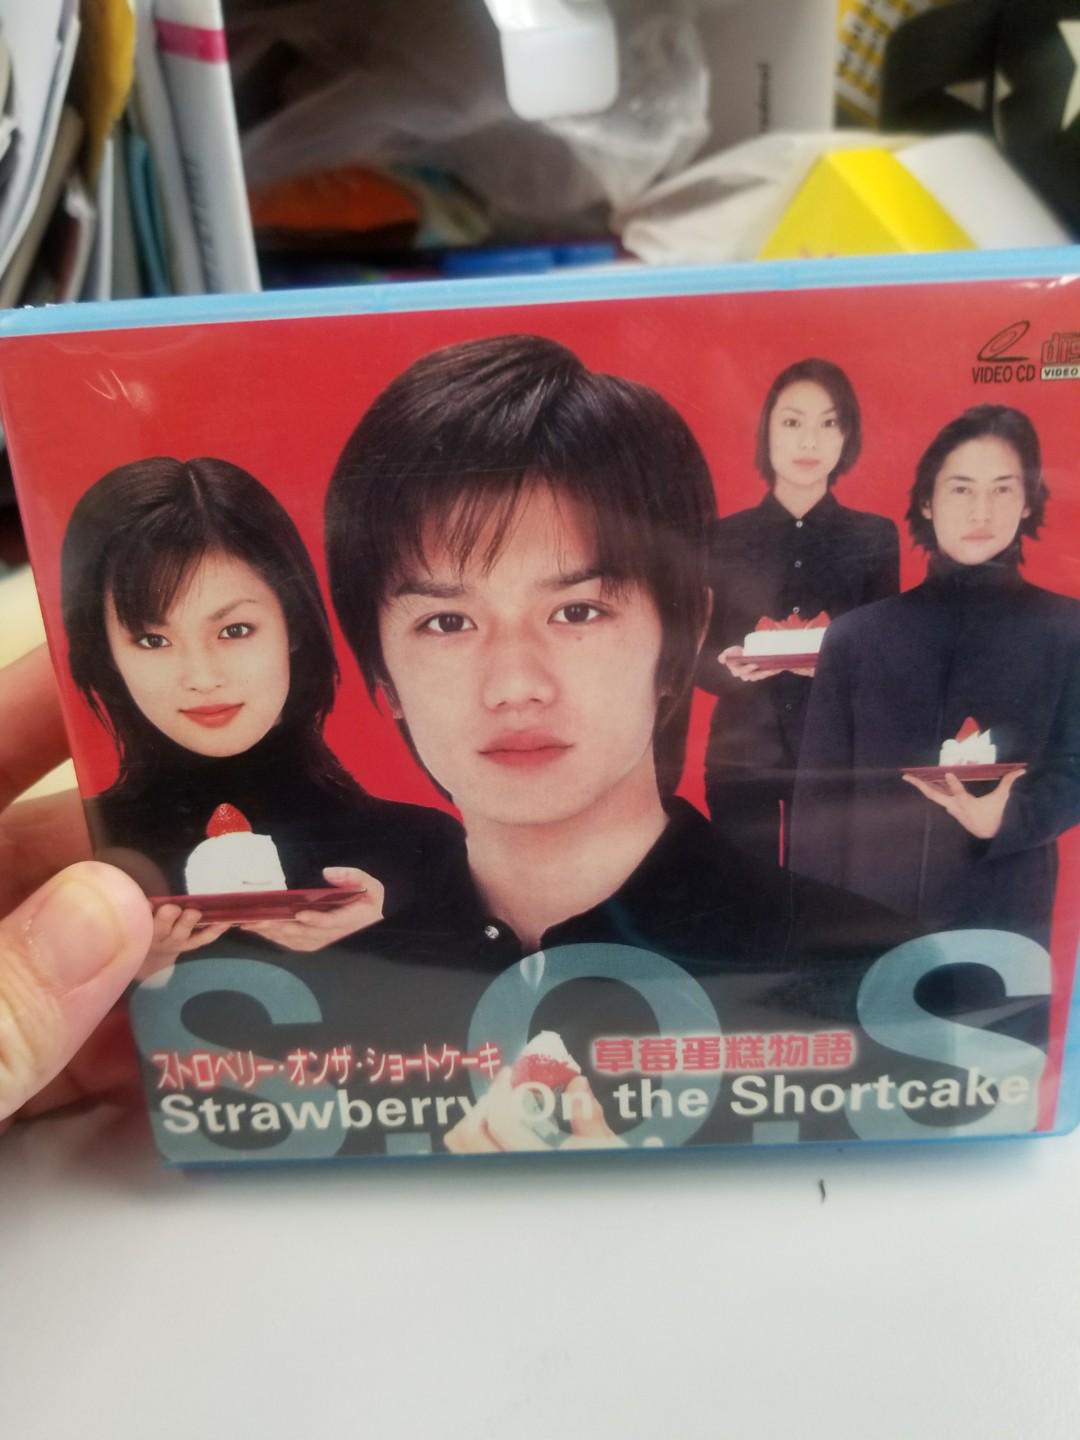 VIDEO CD
VIDEO
S.O.S
ストロベリー・オンザ・ショートケーキ
草莓蛋糕物語
Strawberry On the Shortcake